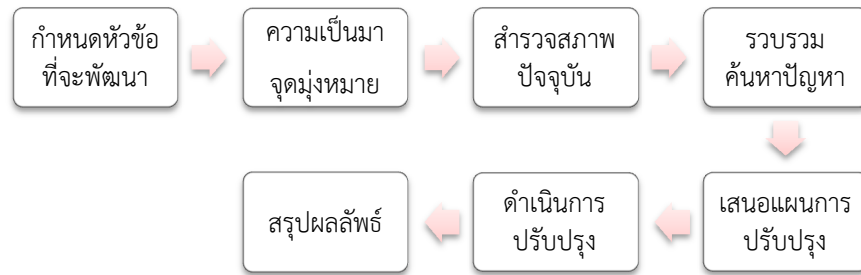 กำหนดหัวข้อ
ที่จะพัฒนา
ความเป็นมา
จุดมุ่งหมาย
สำรวจสภาพ
ปัจจุบัน
รวบรวม
ค้นหาปัญหา
เสนอแผนการ
ปรับปรุง
ดำเนินการ
ปรับปรุง
สรุปผลลัพธ์